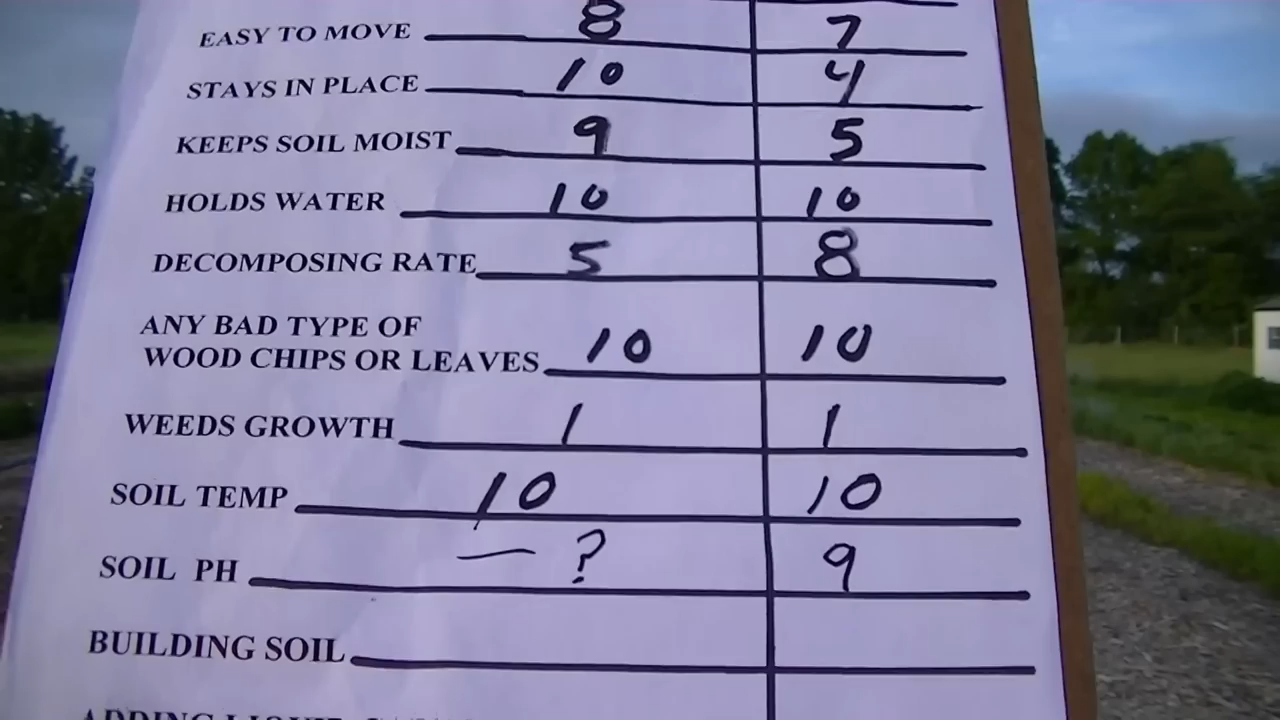 EASY TO MOVE 8 7
STAYS IN PLACE 10 4
KEEPS SOIL MOIST 9 5
HOLDS WATER 10 10
DECOMPOSING RATE 5 8
ANY BAD TYPE OF
WOOD CHIPS OR LEAVES 10 10
WEEDS GROWTH 1 1
SOIL TEMP 10 10
SOIL PH — ? 9
BUILDING SOIL